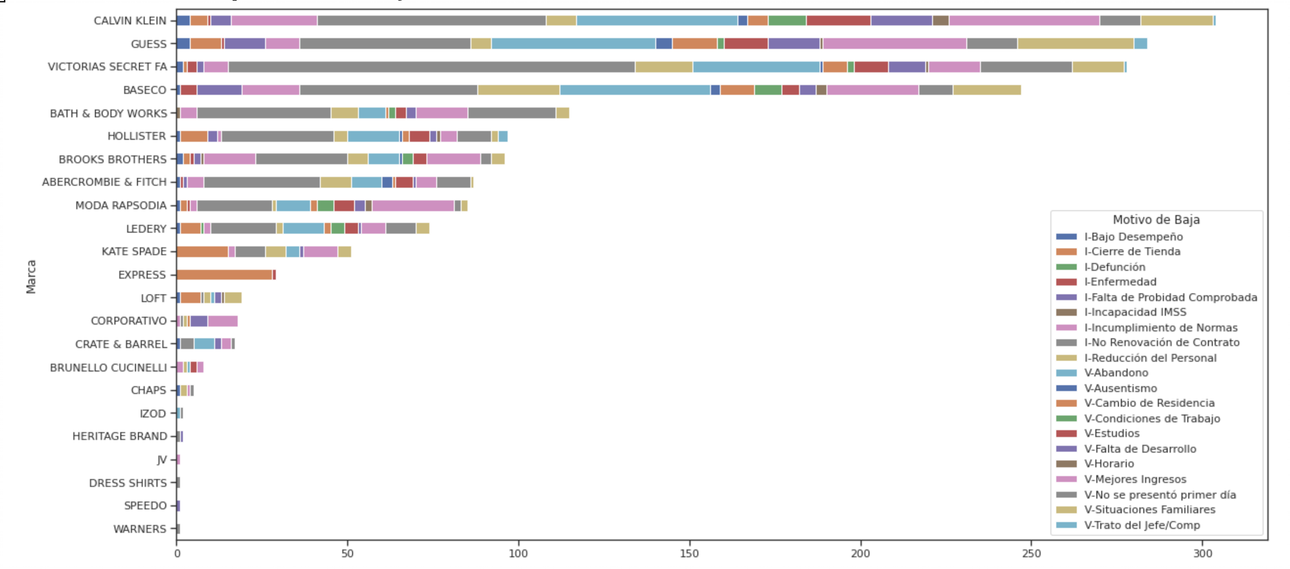 CALVIN KLEIN
GUESS
VICTORIAS SECRET FA
BASECO
BATH & BODY WORKS
HOLLISTER
BROOKS BROTHERS
ABERCROMBIE & FITCH
MODA RAPSODIA
LEDERY
KATE SPADE
EXPRESS
LOFT
CORPORATIVO
CRATE & BARREL
BRUNELLO CUCINELLI
CHAPS
IZOD
HERITAGE BRAND
JV
DRESS SHIRTS
SPEEDO
WARNERS
Marca
0 50 100 150 200 250 300
Motivo de Baja
I-Bajo Desempeño
I-Cierre de Tienda
I-Defunción
I-Enfermedad
I-Falta de Probidad Comprobada
I-Incapacidad IMSS
I-Incumplimiento de Normas
I-No Renovación de Contrato
I-Reducción del Personal
V-Abandono
V-Ausentismo
V-Cambio de Residencia
V-Condiciones de Trabajo
V-Estudios
V-Falta de Desarrollo
V-Horario
V-Mejores Ingresos
V-No se presentó primer día
V-Situaciones Familiares
V-Trato del Jefe/Comp